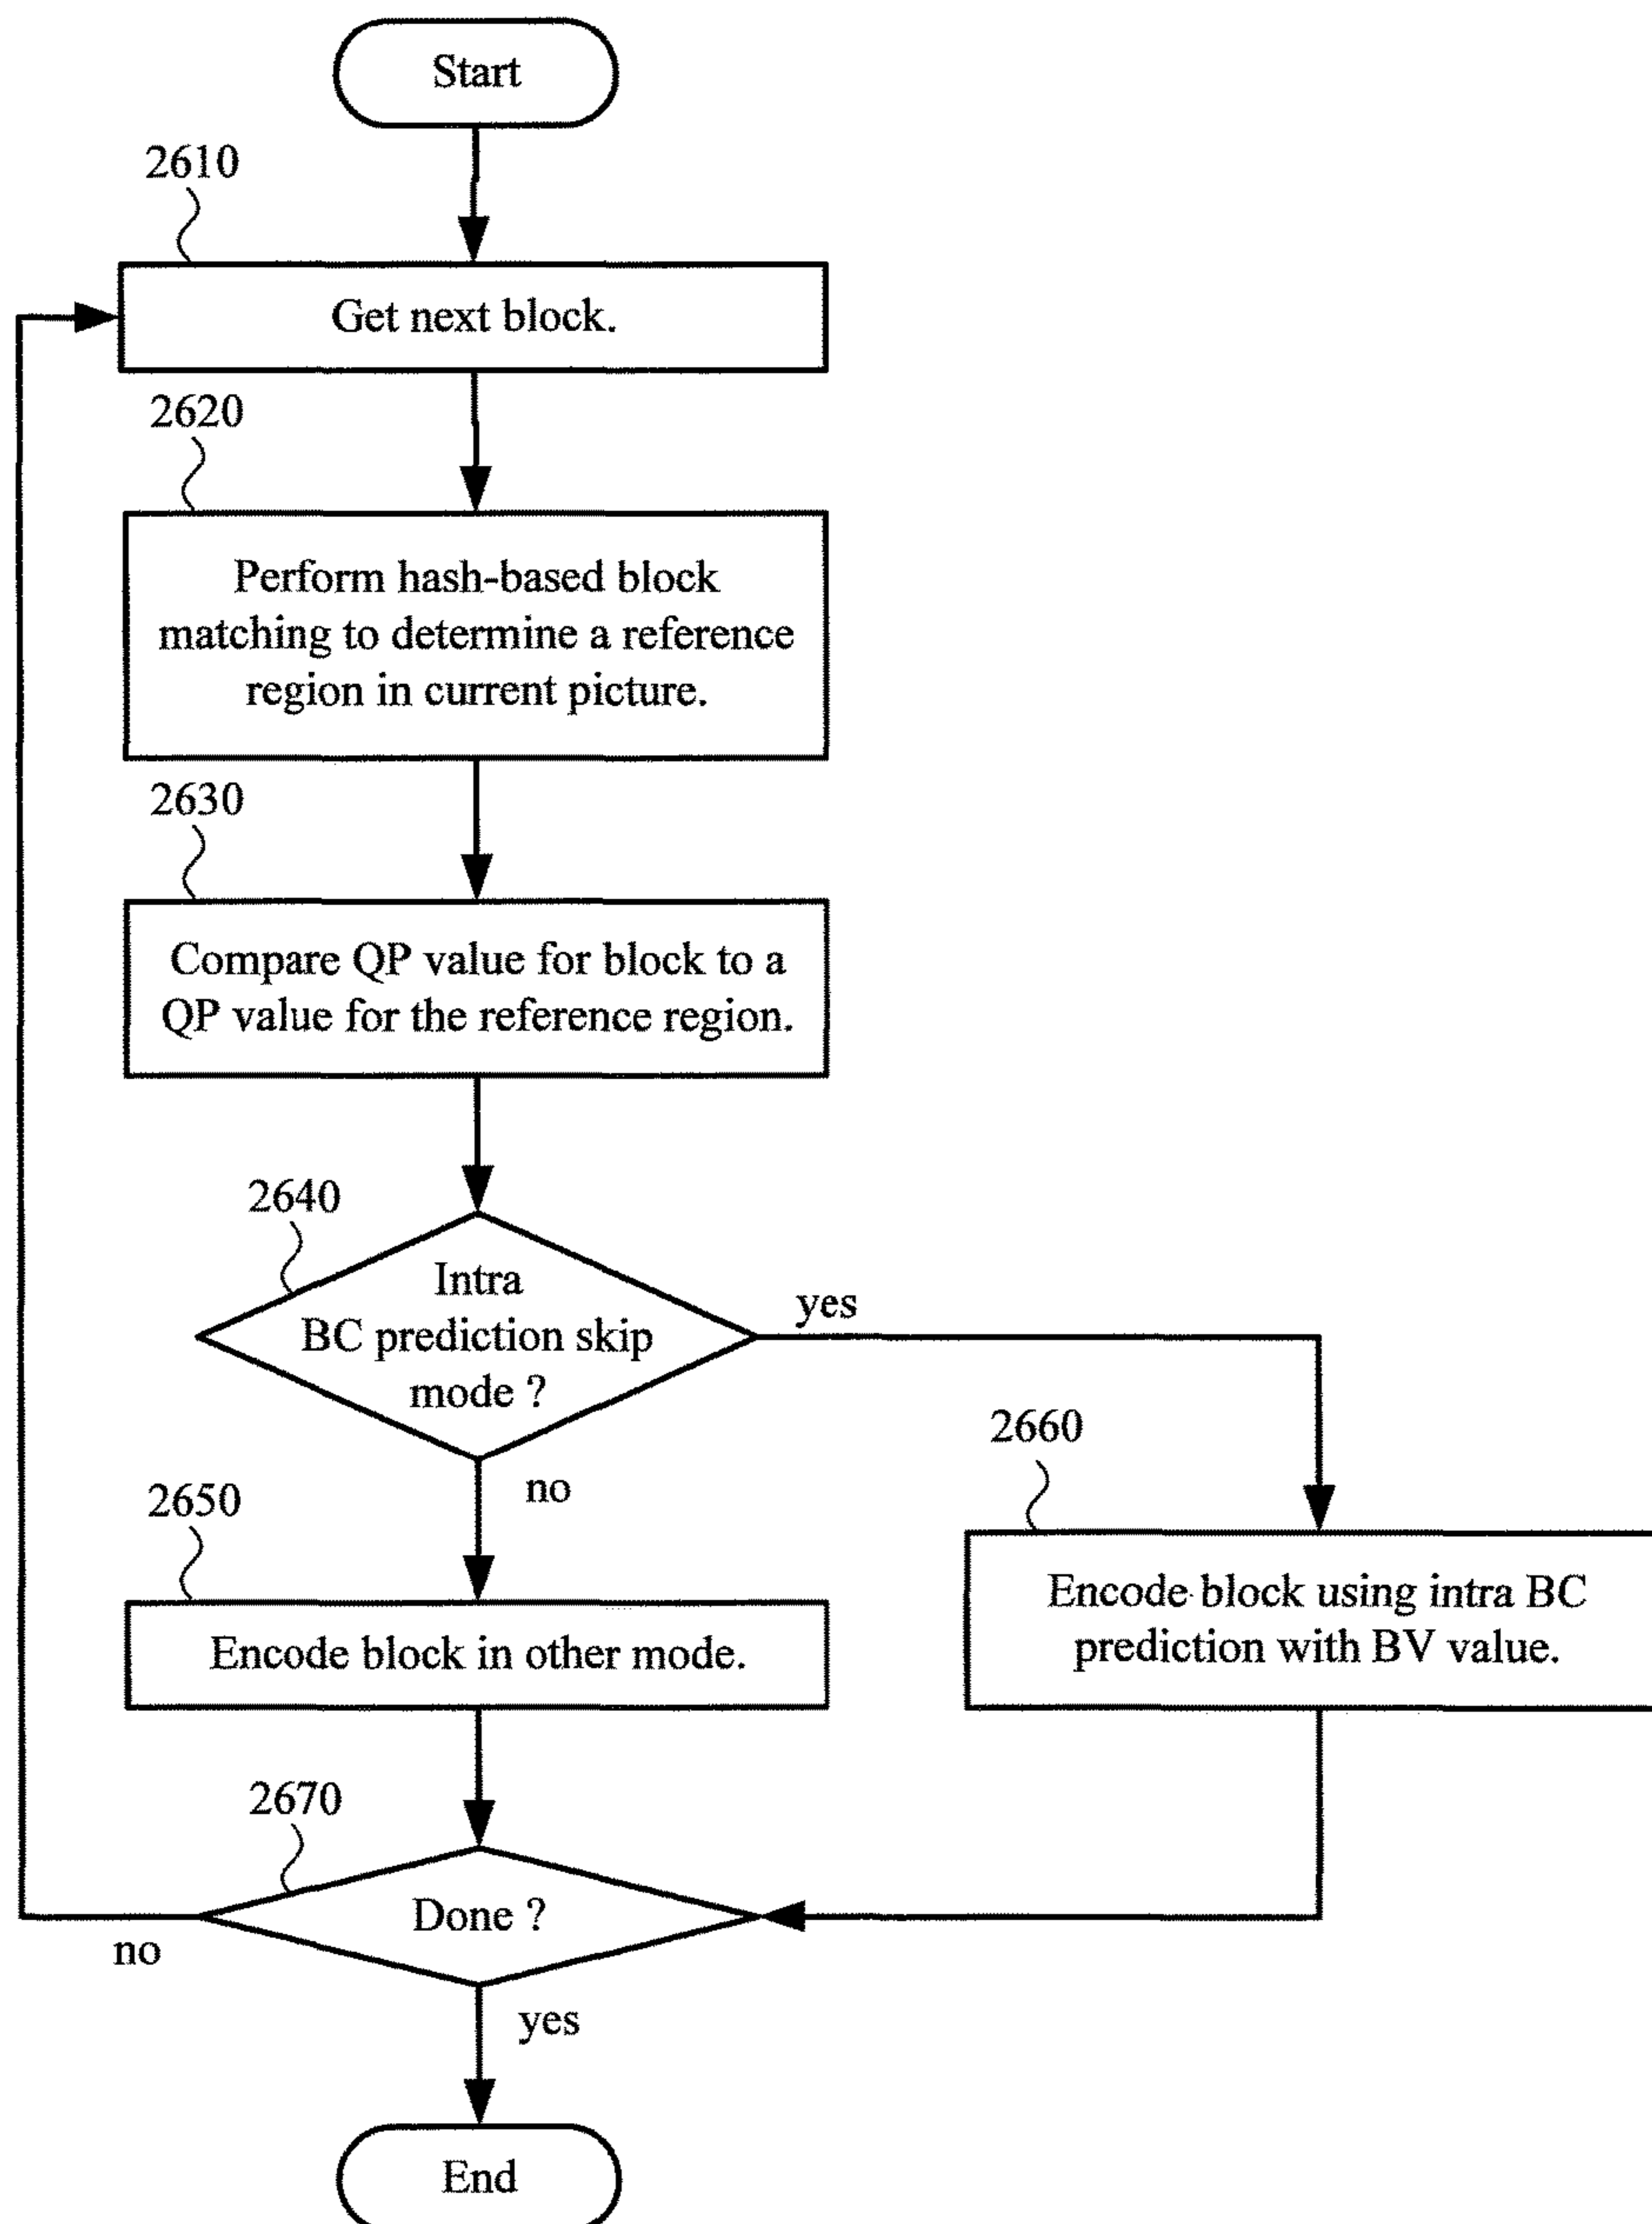 Start
2610
Get next block.
2620
Perform hash-based block
matching to determine a reference
region in current picture.
2630
Compare QP value for block to a
QP value for the reference region.
2640
Intra
BC prediction skip
mode ?
yes
no
2650
Encode block in other mode.
2660
Encode block using intra BC
prediction with BV value.
2670
Done ?
no
yes
End